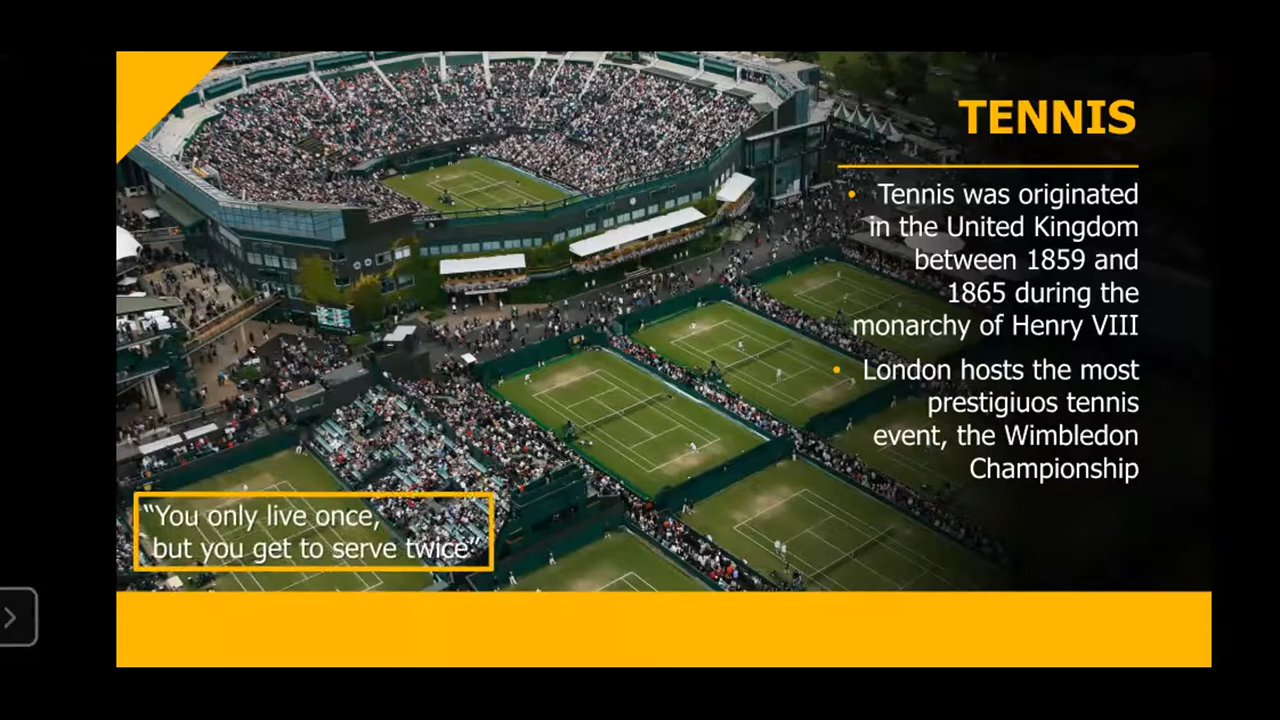 TENNIS
• Tennis was originated
in the United Kingdom
between 1859 and
1865 during the
monarchy of Henry VIII
• London hosts the most
prestigiuos tennis
event, the Wimbledon
Championship
“You only live once,
but you get to serve twice”